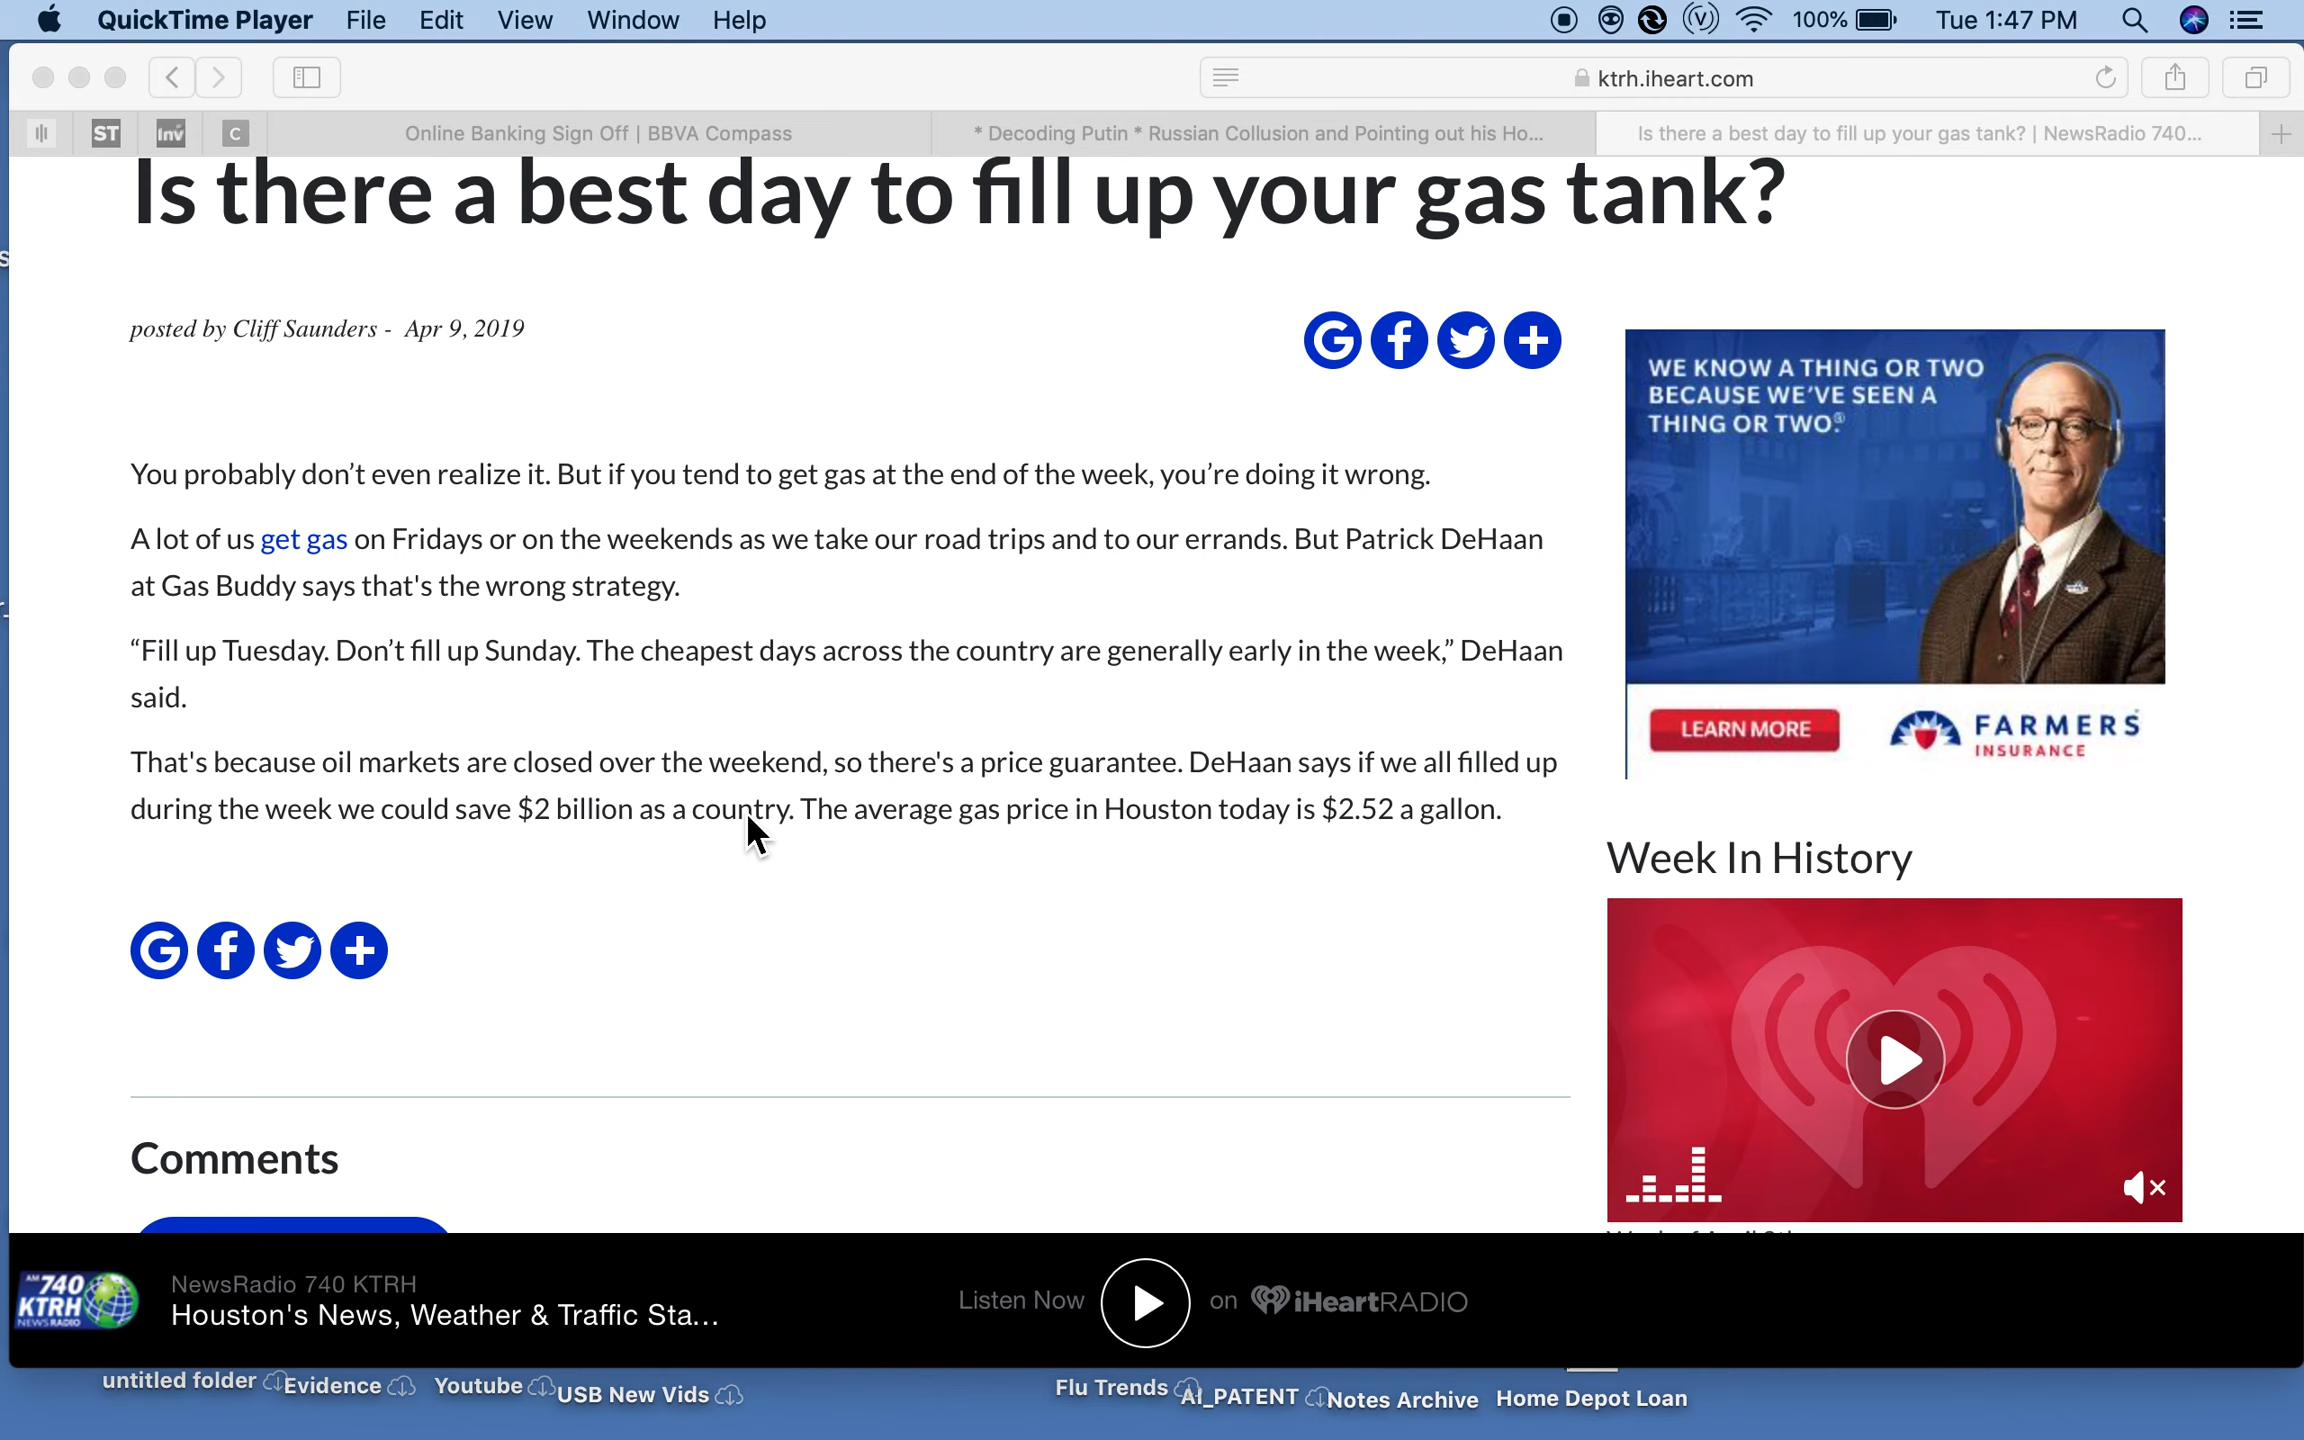 QuickTime Player File Edit View Window Help 100% Tue 1:47 PM
ktrh.iheart.com
ST Inv C Online Banking Sign Off | BBVA Compass * Decoding Putin * Russian Collusion and Pointing out his Ho... Is there a best day to fill up your gas tank? | NewsRadio 740...
Is there a best day to fill up your gas tank?
posted by Cliff Saunders - Apr 9, 2019
You probably don’t even realize it. But if you tend to get gas at the end of the week, you’re doing it wrong.
A lot of us get gas on Fridays or on the weekends as we take our road trips and to our errands. But Patrick DeHaan
at Gas Buddy says that's the wrong strategy.
“Fill up Tuesday. Don’t fill up Sunday. The cheapest days across the country are generally early in the week,” DeHaan
said.
That's because oil markets are closed over the weekend, so there's a price guarantee. DeHaan says if we all filled up
during the week we could save $2 billion as a country. The average gas price in Houston today is $2.52 a gallon.
WE KNOW A THING OR TWO
BECAUSE WE'VE SEEN A
THING OR TWO.®
LEARN MORE
FARMERS
INSURANCE
Week In History
Comments
AM 740
KTRH
NEWS RADIO
NewsRadio 740 KTRH
Houston's News, Weather & Traffic Sta...
Listen Now on iHeartRADIO
untitled folder Evidence Youtube USB New Vids Flu Trends AI_PATENT Notes Archive Home Depot Loan